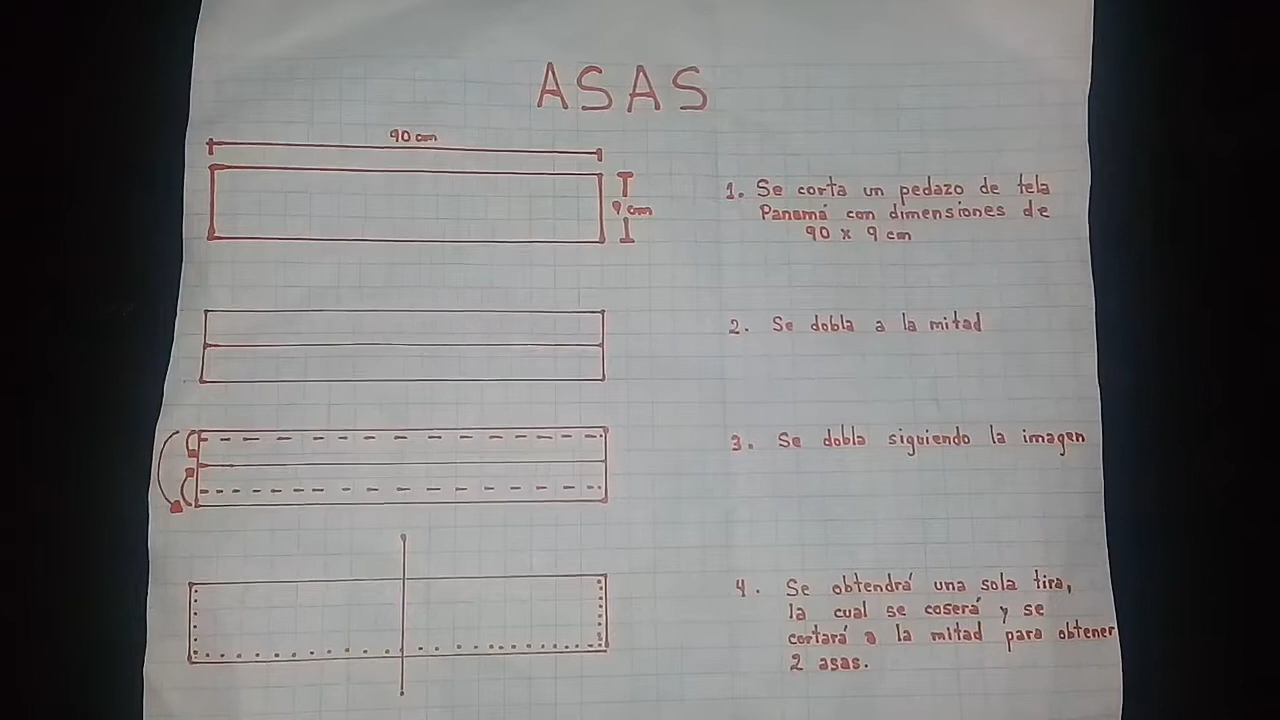 ASAS
90 cm
9 cm
1. Se corta un pedazo de tela
Panamá con dimensiones de
90 x 9 cm
2. Se dobla a la mitad
3. Se dobla siguiendo la imagen
4. Se obtendrá una sola tira,
la cual se coserá y se
cortará a la mitad para obtener
2 asas.